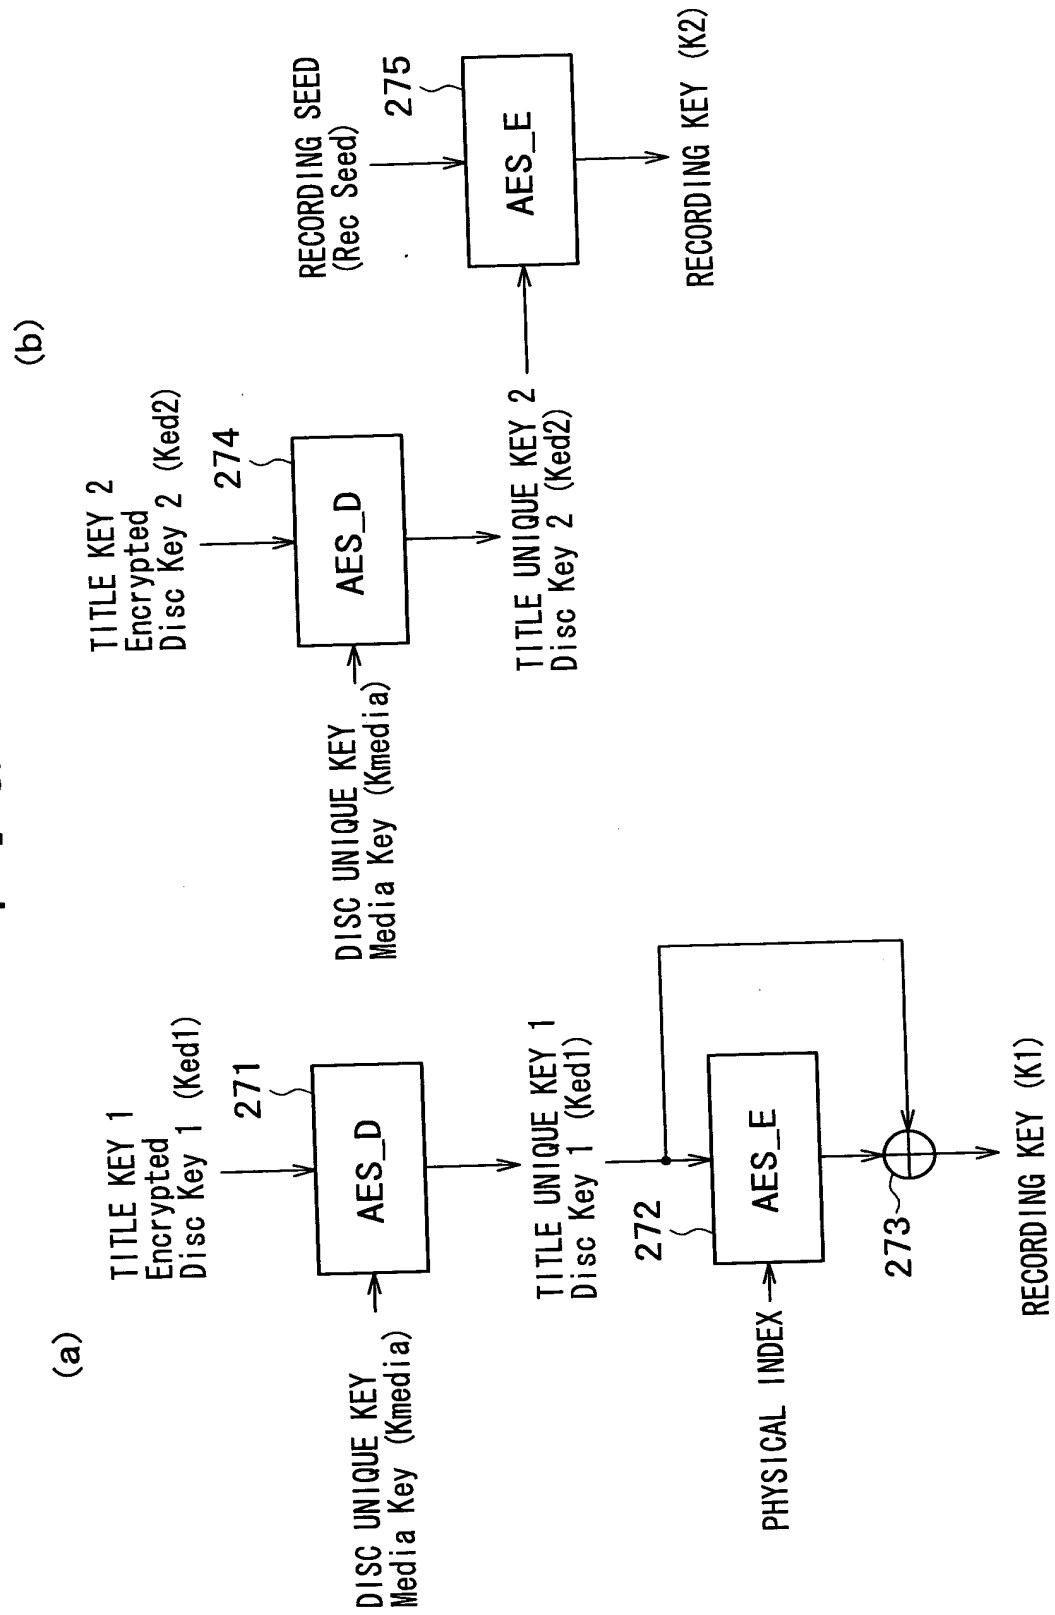 (a)
TITLE KEY 1
Encrypted
Disc Key 1 (Ked1)
271
DISC UNIQUE KEY
Media Key (Kmedia)
AES_D
TITLE UNIQUE KEY 1
Disc Key 1 (Ked1)
272
PHYSICAL INDEX
AES_E
273
RECORDING KEY (K1)
(b)
TITLE KEY 2
Encrypted
Disc Key 2 (Ked2)
274
DISC UNIQUE KEY
Media Key (Kmedia)
AES_D
TITLE UNIQUE KEY 2
Disc Key 2 (Ked2)
RECORDING SEED
(Rec Seed)
275
AES_E
RECORDING KEY (K2)